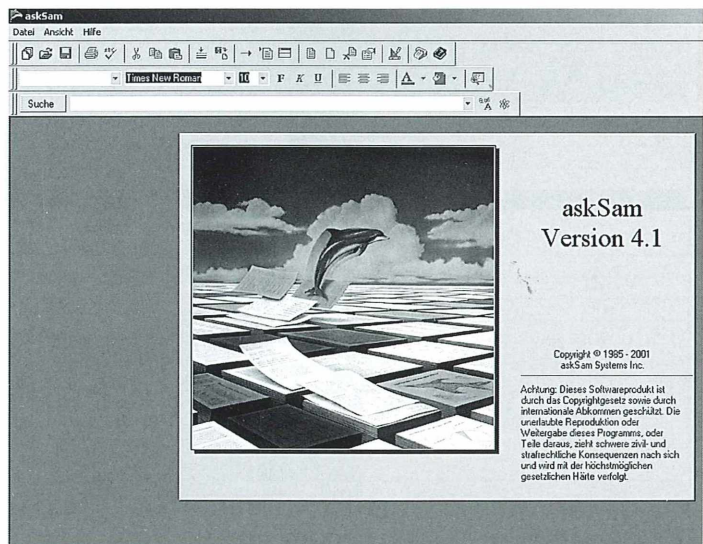 askSam
Datei Ansicht Hilfe
Times New Roman 10 F K U A
Suche
askSam
Version 4.1
Copyright © 1985 - 2001
askSam Systems Inc.
Achtung: Dieses Softwareprodukt ist
durch das Copyrightgesetz sowie durch
internationale Abkommen geschützt. Die
unerlaubte Reproduktion oder
Weitergabe dieses Programms, oder
Teile daraus, zieht schwere zivil- und
strafrechtliche Konsequenzen nach sich
und wird mit der höchstmöglichen
gesetzlichen Härte verfolgt.